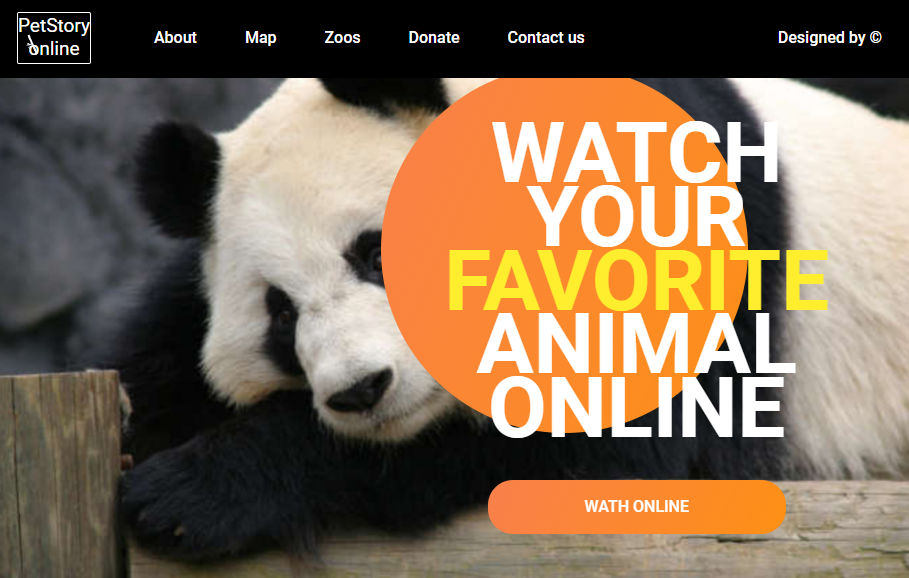 PetStory
online
About Map Zoos Donate Contact us Designed by ©
WATCH
YOUR
FAVORITE
ANIMAL
ONLINE
WATH ONLINE